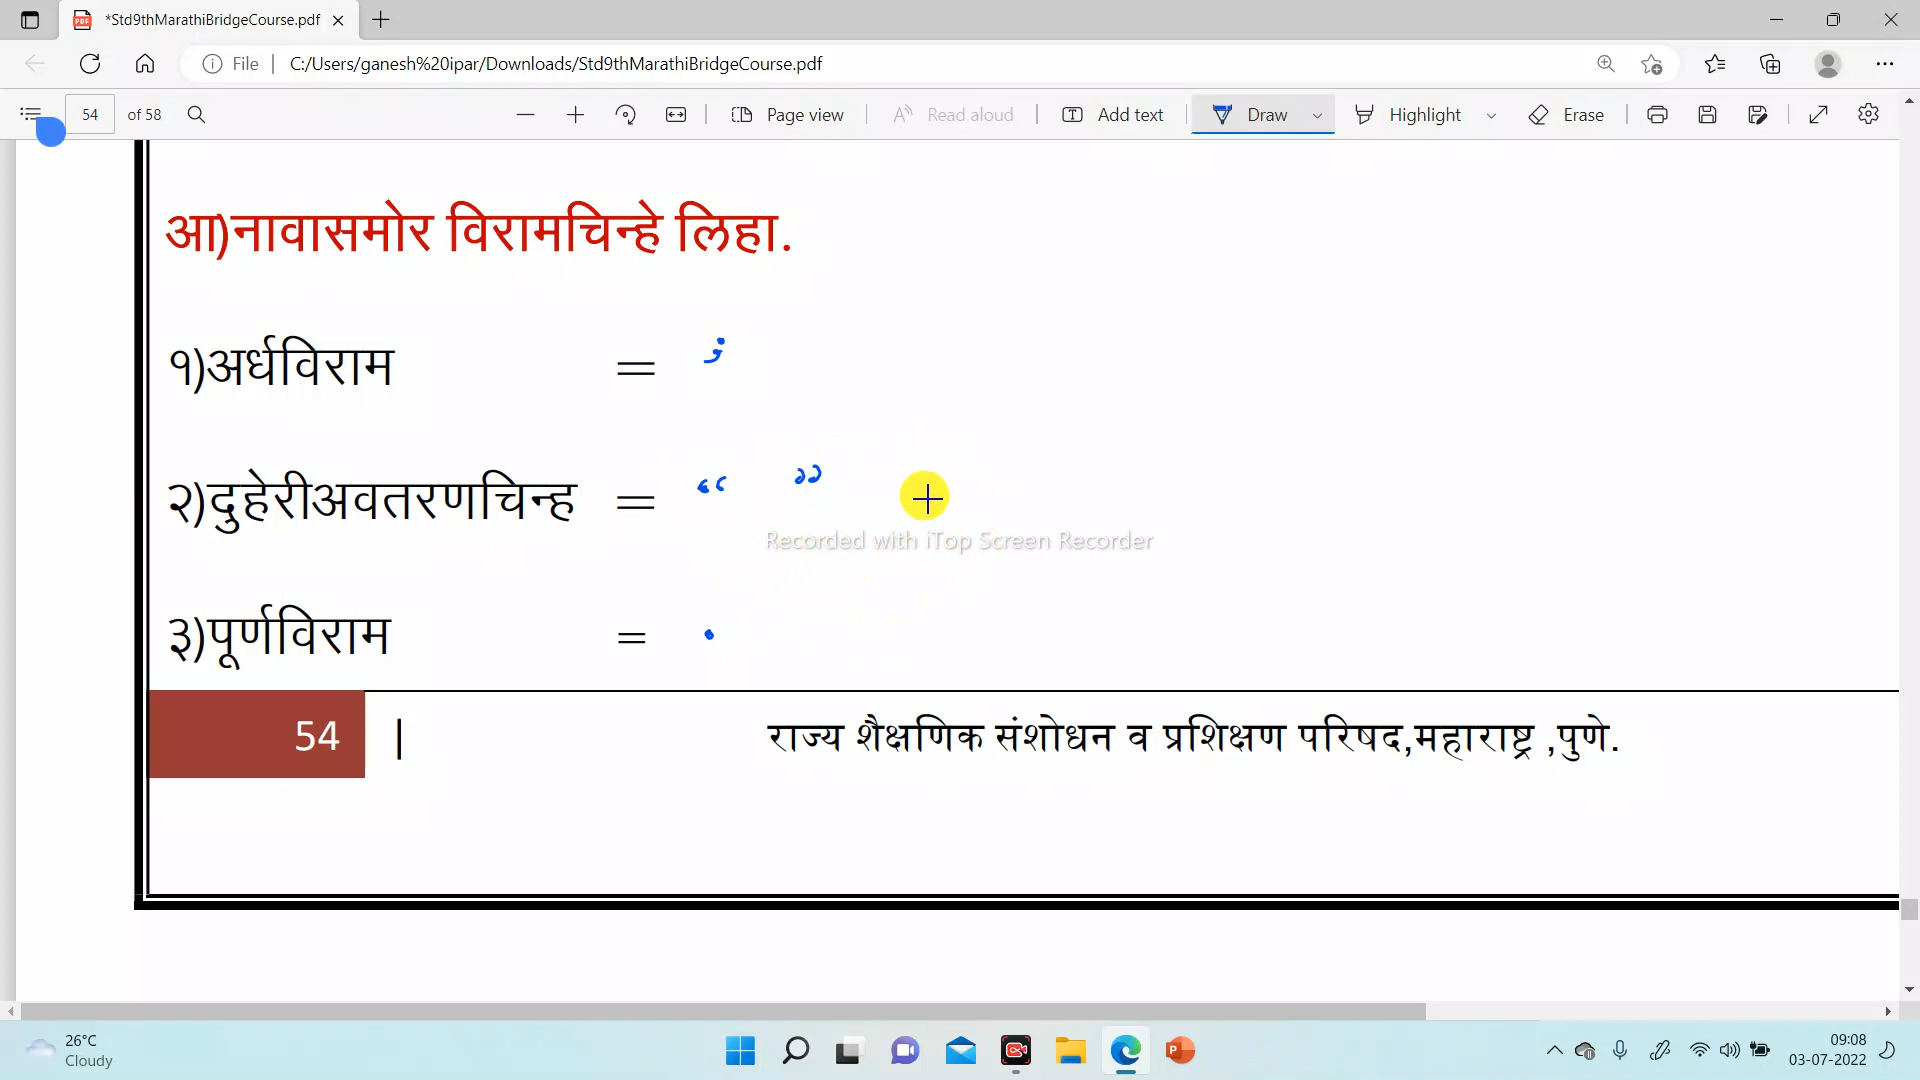 *Std9thMarathiBridgeCourse.pdf
File C:/Users/ganesh%20ipar/Downloads/Std9thMarathiBridgeCourse.pdf
54 of 58 Page view Read aloud Add text Draw Highlight Erase
आ)नावासमोर विरामचिन्हे लिहा.
१)अर्धविराम = ;
२)दुहेरीअवतरणचिन्ह = “ ”
Recorded with iTop Screen Recorder
३)पूर्णविराम = .
54 | राज्य शैक्षणिक संशोधन व प्रशिक्षण परिषद,महाराष्ट्र ,पुणे.
26°C
Cloudy
09:08
03-07-2022